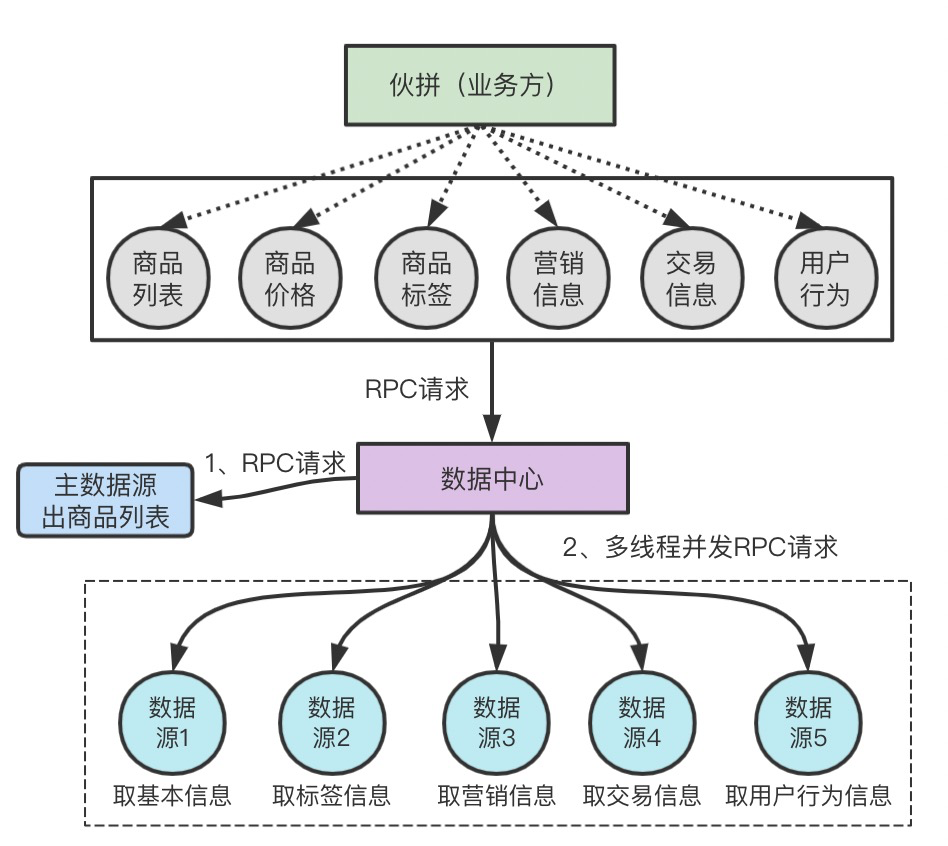 伙拼（业务方）
商品
列表
商品
价格
商品
标签
营销
信息
交易
信息
用户
行为
RPC请求
1、RPC请求
数据中心
主数据源
出商品列表
2、多线程并发RPC请求
数据
源1
数据
源2
数据
源3
数据
源4
数据
源5
取基本信息
取标签信息
取营销信息
取交易信息
取用户行为信息